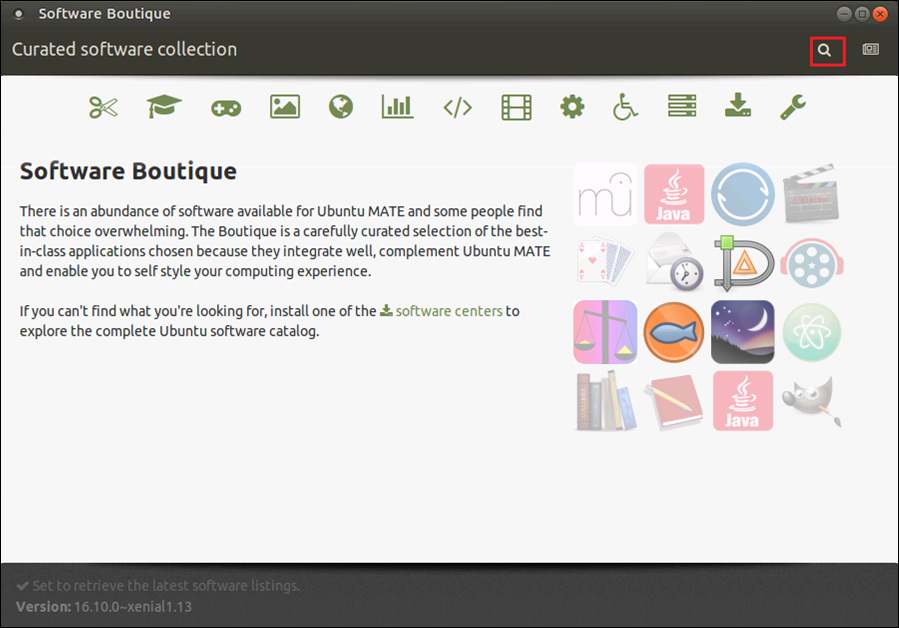 Software Boutique
Curated software collection
Software Boutique
There is an abundance of software available for Ubuntu MATE and some people find
that choice overwhelming. The Boutique is a carefully curated selection of the best-
in-class applications chosen because they integrate well, complement Ubuntu MATE
and enable you to self style your computing experience.
If you can't find what you're looking for, install one of the software centers to
explore the complete Ubuntu software catalog.
mu
Java
Java
Set to retrieve the latest software listings.
Version: 16.10.0~xenial1.13